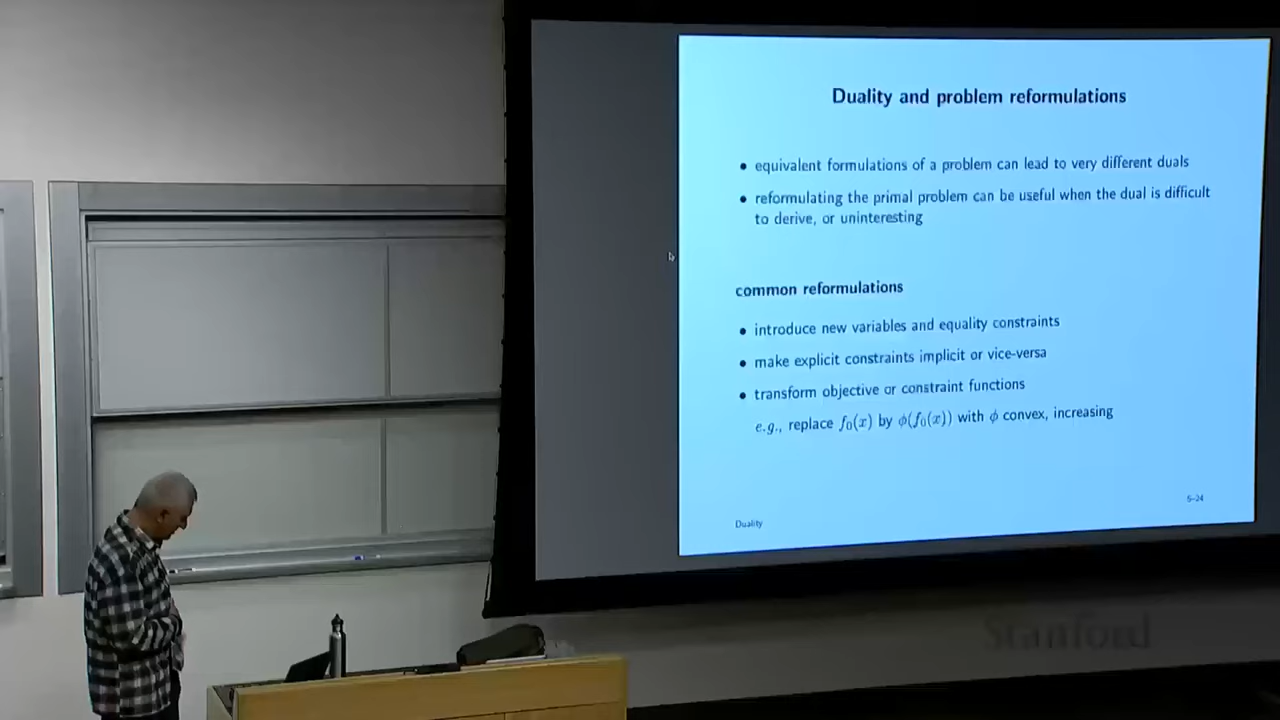 Duality and problem reformulations
• equivalent formulations of a problem can lead to very different duals
• reformulating the primal problem can be useful when the dual is difficult
to derive, or uninteresting
common reformulations
• introduce new variables and equality constraints
• make explicit constraints implicit or vice-versa
• transform objective or constraint functions
e.g., replace f₀(x) by ϕ(f₀(x)) with ϕ convex, increasing
5–24
Duality
Stanford